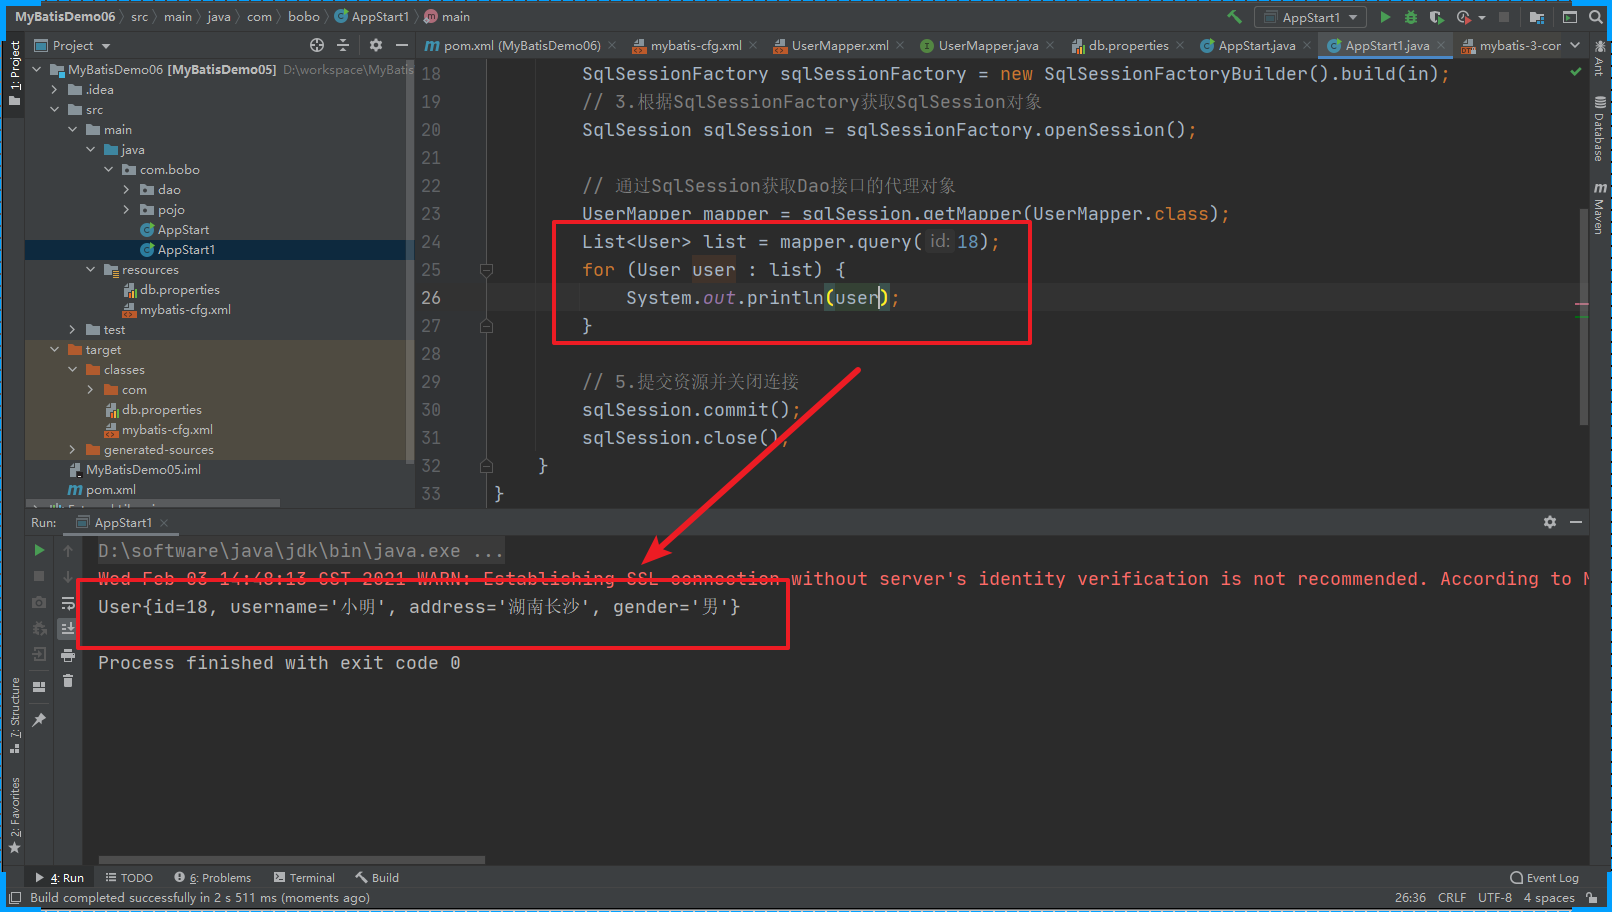 MyBatisDemo06 src main java com bobo AppStart1 main
AppStart1
1: Project
Project
pom.xml (MyBatisDemo06)
mybatis-cfg.xml
UserMapper.xml
UserMapper.java
db.properties
AppStart.java
AppStart1.java
mybatis-3-cor
MyBatisDemo06 [MyBatisDemo05] D:\workspace\MyBatis
.idea
src
main
java
com.bobo
dao
pojo
AppStart
AppStart1
resources
db.properties
mybatis-cfg.xml
test
target
classes
com
db.properties
mybatis-cfg.xml
generated-sources
MyBatisDemo05.iml
pom.xml
18 SqlSessionFactory sqlSessionFactory = new SqlSessionFactoryBuilder().build(in);
19 // 3.根据SqlSessionFactory获取SqlSession对象
20 SqlSession sqlSession = sqlSessionFactory.openSession();
21
22 // 通过SqlSession获取Dao接口的代理对象
23 UserMapper mapper = sqlSession.getMapper(UserMapper.class);
24 List<User> list = mapper.query( id: 18);
25 for (User user : list) {
26 System.out.println(user);
27 }
28
29 // 5.提交资源并关闭连接
30 sqlSession.commit();
31 sqlSession.close();
32 }
33 }
Ant
Database
Maven
Run: AppStart1
D:\software\java\jdk\bin\java.exe ...
Wed Feb 03 14:48:13 CST 2021 WARN: Establishing SSL connection without server's identity verification is not recommended. According to M
User{id=18, username='小明', address='湖南长沙', gender='男'}
Process finished with exit code 0
7: Structure
2: Favorites
4: Run
TODO
6: Problems
Terminal
Build
Event Log
Build completed successfully in 2 s 511 ms (moments ago)
26:36 CRLF UTF-8 4 spaces